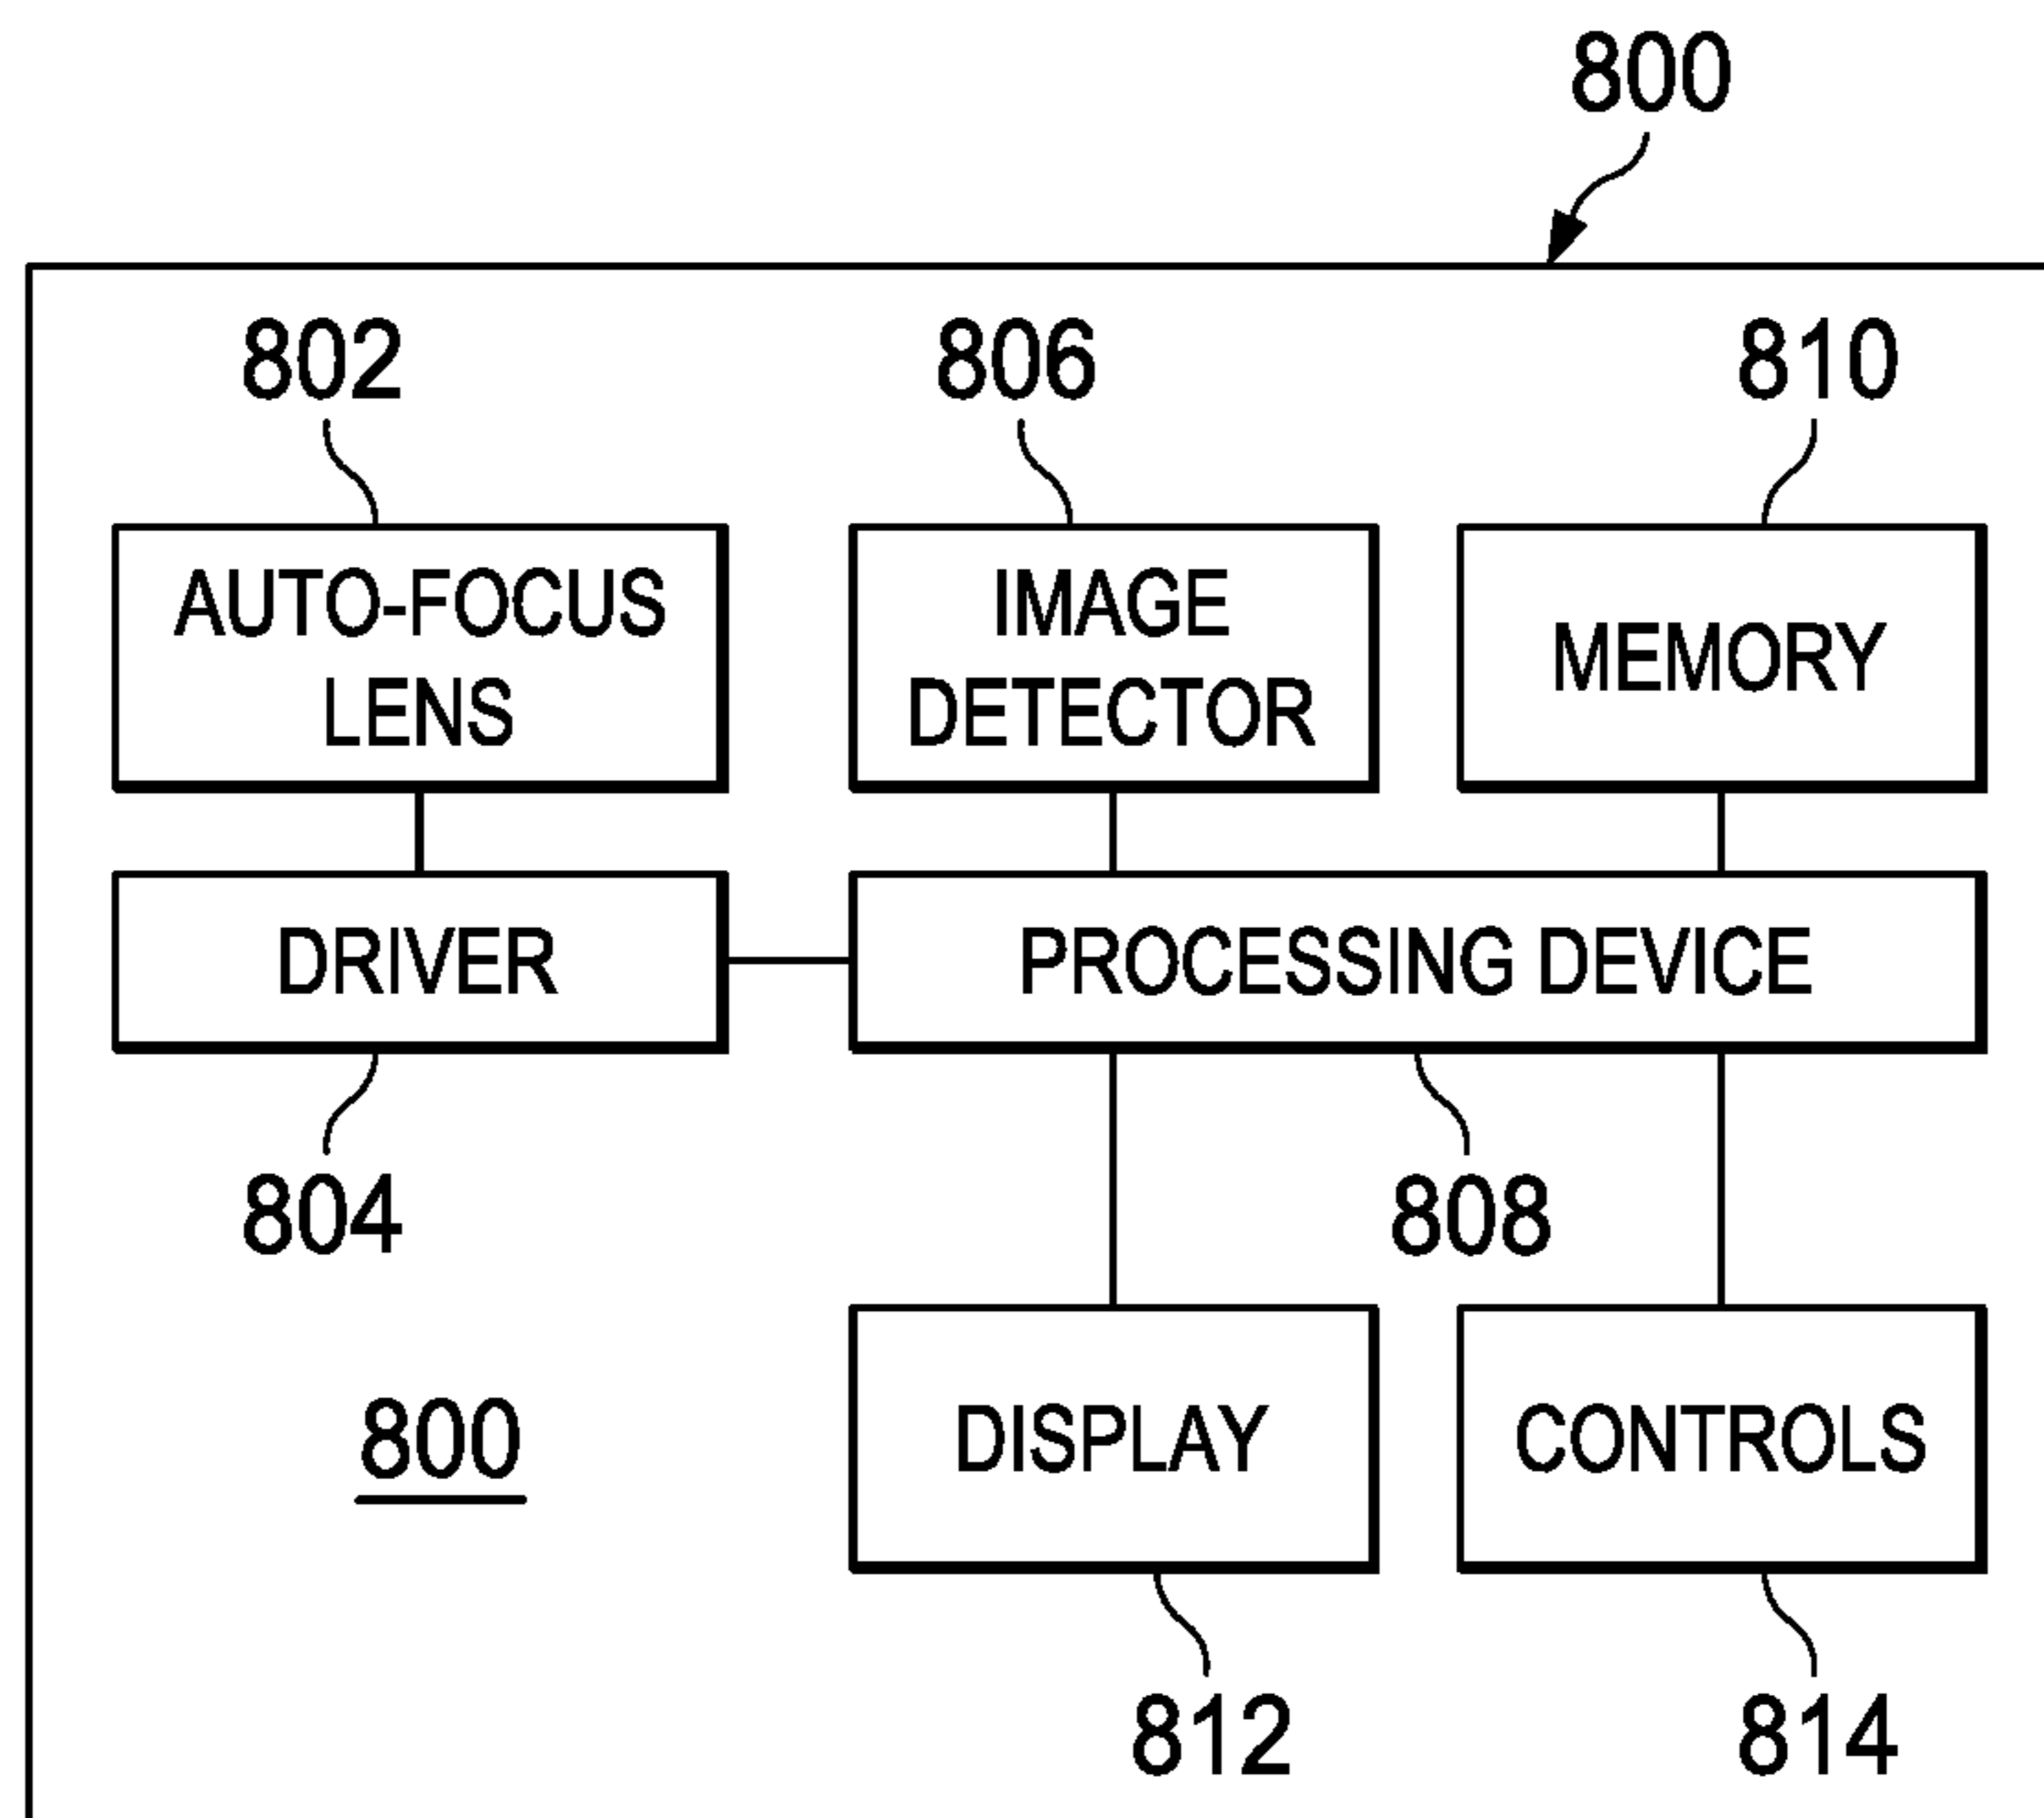 800
802
806
810
AUTO-FOCUS
LENS
IMAGE
DETECTOR
MEMORY
DRIVER
PROCESSING DEVICE
804
808
800
DISPLAY
CONTROLS
812
814